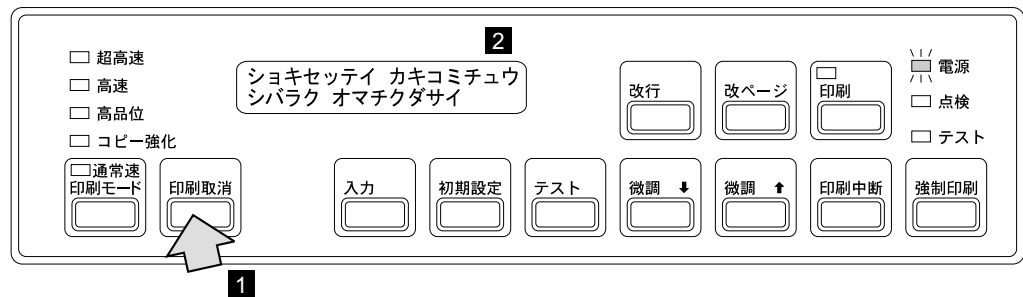 2
超高速
高速
高品位
コピー強化
ショキセッテイ カキコミチュウ
シバラク オマチクダサイ
改行
改ページ
印刷
電源
点検
テスト
通常速
印刷モード
印刷取消
入力
初期設定
テスト
微調 ⬇
微調 ⬆
印刷中断
強制印刷
1